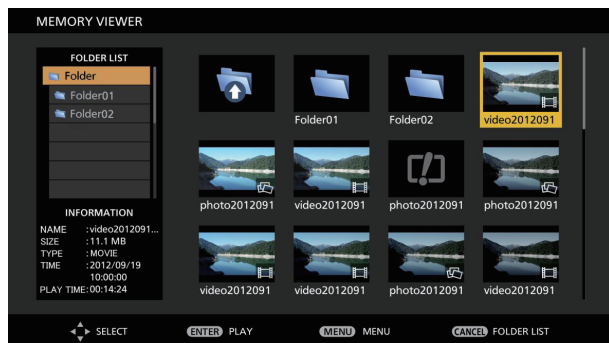 MEMORY VIEWER
FOLDER LIST
Folder
Folder01
Folder02
INFORMATION
NAME :video2012091...
SIZE :11.1 MB
TYPE :MOVIE
TIME :2012/09/19
10:00:00
PLAY TIME:00:14:24
Folder01 Folder02 video2012091
photo2012091 video2012091 photo2012091 photo2012091
video2012091 video2012091 photo2012091 video2012091
SELECT ENTER PLAY MENU MENU CANCEL FOLDER LIST